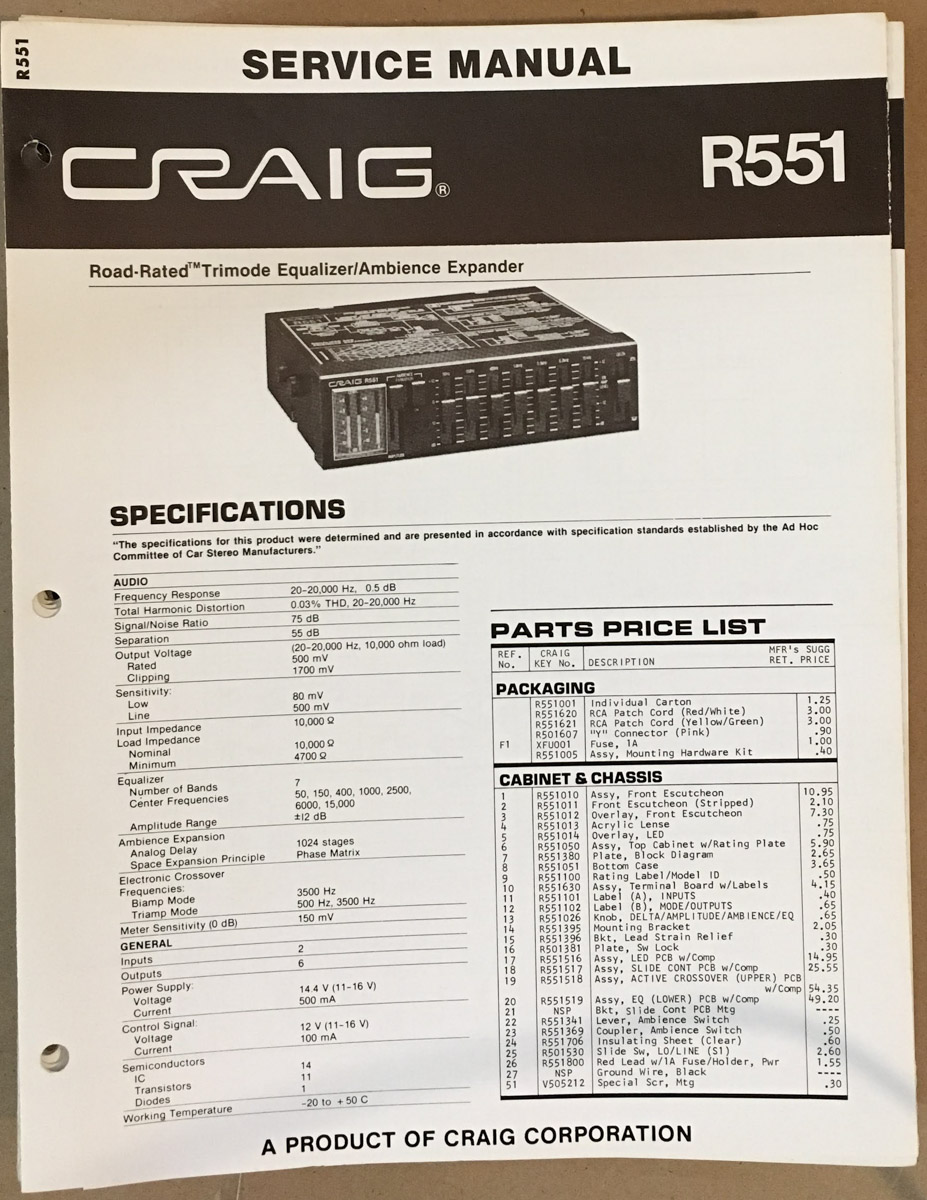 R551
SERVICE MANUAL
CRAIG®
R551
Road-Rated™ Trimode Equalizer/Ambience Expander
CRAIG R551
SPECIFICATIONS
"The specifications for this product were determined and are presented in accordance with specification standards established by the Ad Hoc
Committee of Car Stereo Manufacturers."
AUDIO
Frequency Response 20-20,000 Hz, 0.5 dB
Total Harmonic Distortion 0.03% THD, 20-20,000 Hz
Signal/Noise Ratio 75 dB
Separation 55 dB
Output Voltage (20-20,000 Hz, 10,000 ohm load)
Rated 500 mV
Clipping 1700 mV
Sensitivity:
Low 80 mV
Line 500 mV
Input Impedance 10,000 Ω
Load Impedance
Nominal 10,000 Ω
Minimum 4700 Ω
Equalizer
Number of Bands 7
Center Frequencies 50, 150, 400, 1000, 2500,
6000, 15,000
Amplitude Range ±12 dB
Ambience Expansion
Analog Delay 1024 stages
Space Expansion Principle Phase Matrix
Electronic Crossover
Frequencies:
Biamp Mode 3500 Hz
Triamp Mode 500 Hz, 3500 Hz
Meter Sensitivity (0 dB) 150 mV
GENERAL
Inputs 2
Outputs 6
Power Supply:
Voltage 14.4 V (11-16 V)
Current 500 mA
Control Signal:
Voltage 12 V (11-16 V)
Current 100 mA
Semiconductors
IC 14
Transistors 11
Diodes 1
Working Temperature -20 to +50 C
PARTS PRICE LIST
REF. No. CRAIG KEY No. DESCRIPTION MFR's SUGG RET. PRICE
PACKAGING
R551001 Individual Carton 1.25
R551620 RCA Patch Cord (Red/White) 3.00
R551621 RCA Patch Cord (Yellow/Green) 3.00
R501607 "Y" Connector (Pink) .90
F1 XFU001 Fuse, 1A 1.00
R551005 Assy, Mounting Hardware Kit .40
CABINET & CHASSIS
1 R551010 Assy, Front Escutcheon 10.95
2 R551011 Front Escutcheon (Stripped) 2.10
3 R551012 Overlay, Front Escutcheon 7.30
4 R551013 Acrylic Lense .75
5 R551014 Overlay, LED .75
6 R551050 Assy, Top Cabinet w/Rating Plate 5.90
7 R551380 Plate, Block Diagram 2.65
8 R551051 Bottom Case 3.65
9 R551100 Rating Label/Model ID .50
10 R551630 Assy, Terminal Board w/Labels 4.15
11 R551101 Label (A), INPUTS .40
12 R551102 Label (B), MODE/OUTPUTS .65
13 R551026 Knob, DELTA/AMPLITUDE/AMBIENCE/EQ .65
14 R551395 Mounting Bracket 2.05
15 R551396 Bkt, Lead Strain Relief .30
16 R501381 Plate, Sw Lock .30
17 R551516 Assy, LED PCB w/Comp 14.95
18 R551517 Assy, SLIDE CONT PCB w/Comp 25.55
19 R551518 Assy, ACTIVE CROSSOVER (UPPER) PCB
w/Comp 54.35
20 R551519 Assy, EQ (LOWER) PCB w/Comp 49.20
21 NSP Bkt, Slide Cont PCB Mtg ----
22 R551341 Lever, Ambience Switch .25
23 R551369 Coupler, Ambience Switch .50
24 R551706 Insulating Sheet (Clear) .60
25 R501530 Slide Sw, LO/LINE (S1) 2.60
26 R551800 Red Lead w/1A Fuse/Holder, Pwr 1.55
27 NSP Ground Wire, Black ----
51 V505212 Special Scr, Mtg .30
A PRODUCT OF CRAIG CORPORATION